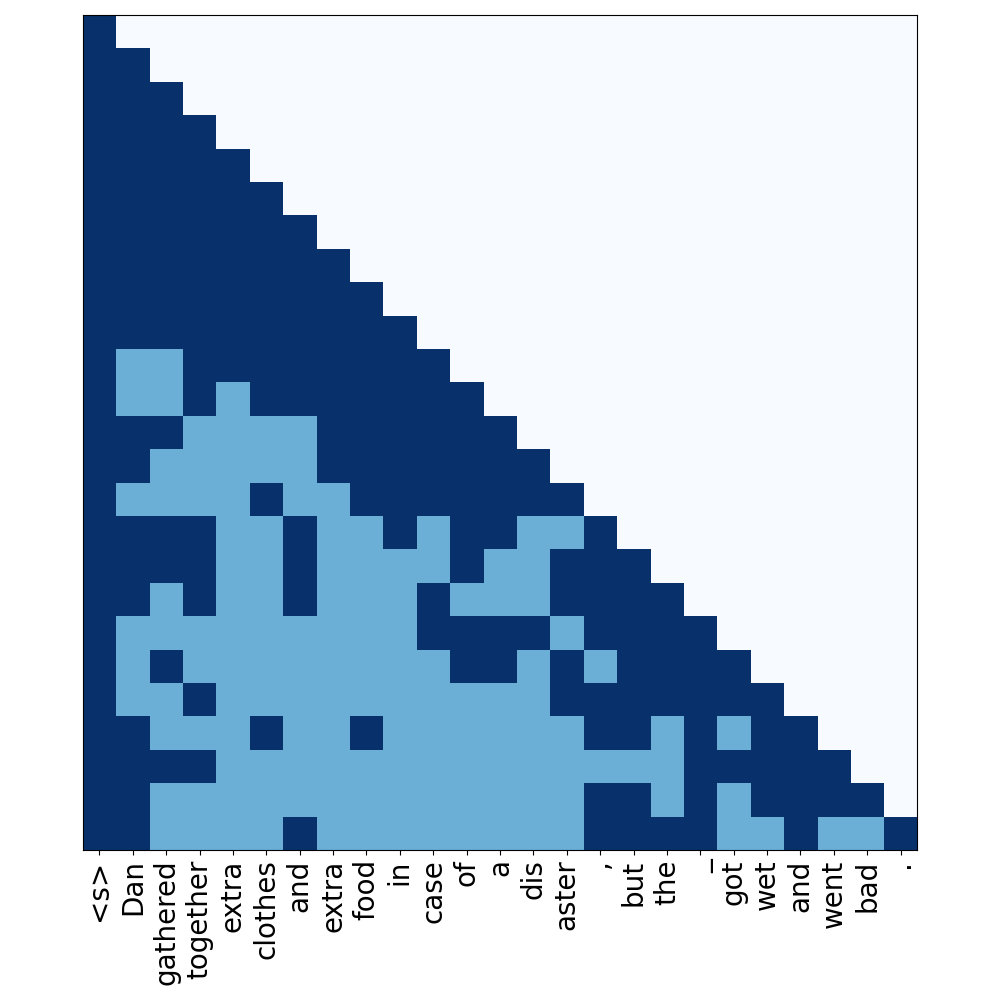 <s>
Dan
gathered
together
extra
clothes
and
extra
food
in
case
of
a
dis
aster
,
but
the
_
got
wet
and
went
bad
.